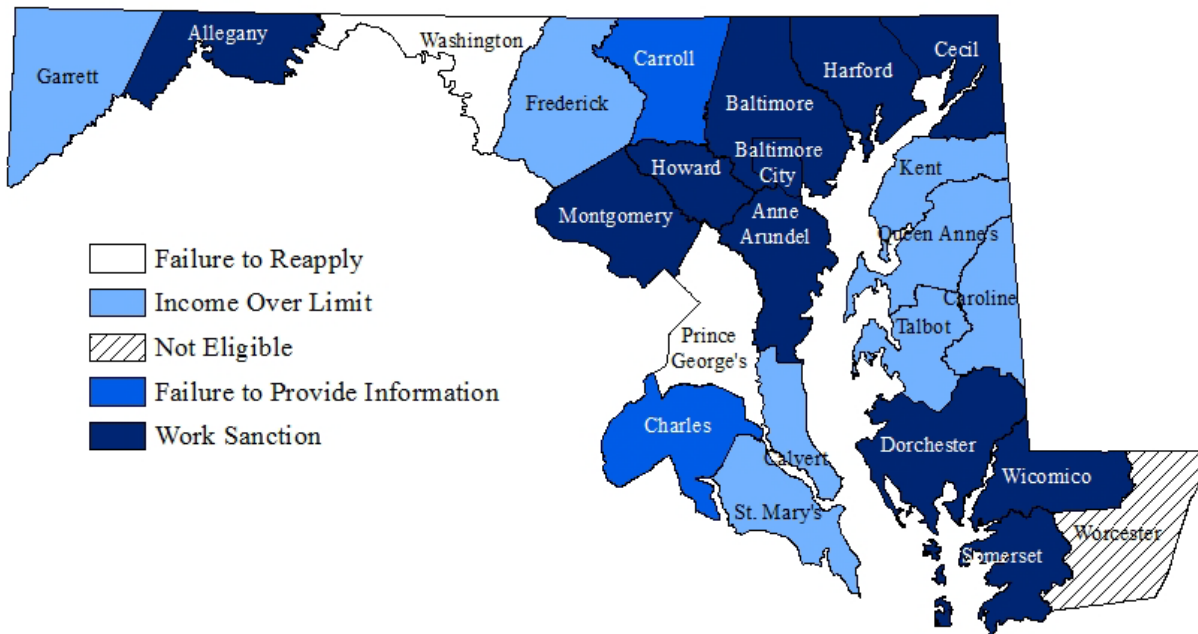 Allegany
Washington
Garrett
Frederick
Carroll
Baltimore
Harford
Cecil
Baltimore
City
Howard
Montgomery
Anne
Arundel
Kent
Queen Anne's
Caroline
Talbot
Failure to Reapply
Income Over Limit
Not Eligible
Failure to Provide Information
Work Sanction
Prince
George's
Charles
Calvert
St. Mary's
Dorchester
Wicomico
Somerset
Worcester